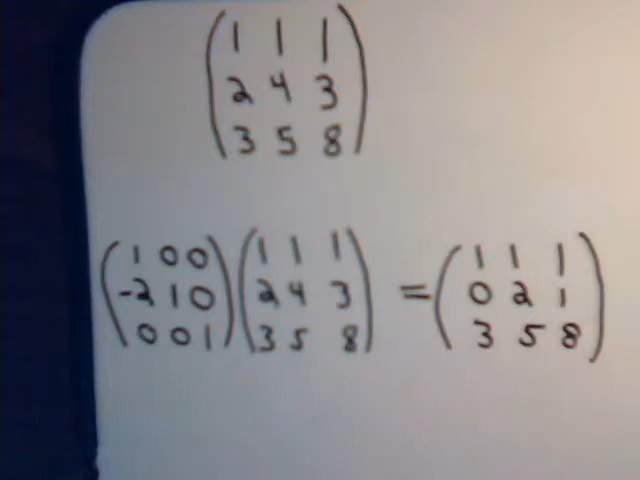 1 1 1
2 4 3
3 5 8
( 1 0 0 ) ( 1 1 1 ) = ( 1 1 1 )
( -2 1 0 ) ( 2 4 3 ) ( 0 2 1 )
( 0 0 1 ) ( 3 5 8 ) ( 3 5 8 )